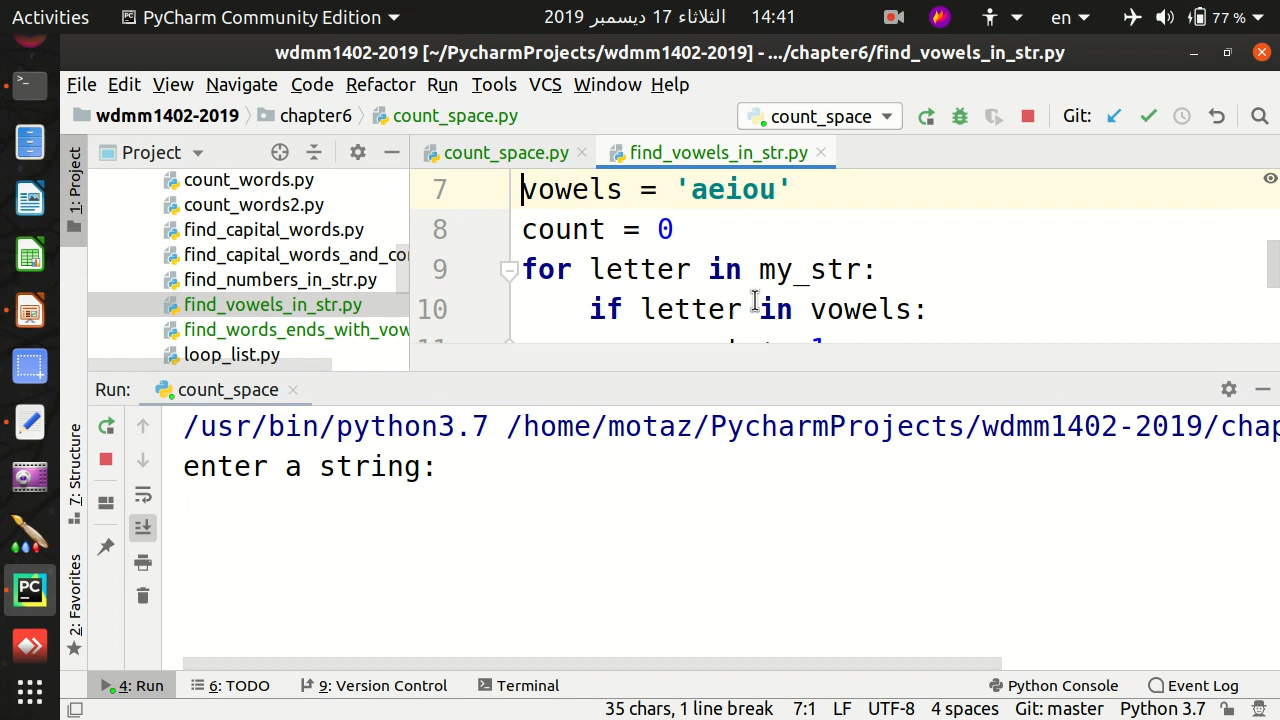 Activities PyCharm Community Edition الثلاثاء 17 ديسمبر 2019 14:41 en 77 %
wdmm1402-2019 [~/PycharmProjects/wdmm1402-2019] - .../chapter6/find_vowels_in_str.py
File Edit View Navigate Code Refactor Run Tools VCS Window Help
wdmm1402-2019 chapter6 count_space.py count_space Git:
1: Project
Project
count_space.py find_vowels_in_str.py
count_words.py
count_words2.py
find_capital_words.py
find_capital_words_and_co
find_numbers_in_str.py
find_vowels_in_str.py
find_words_ends_with_vow
loop_list.py
7 vowels = 'aeiou'
8 count = 0
9 for letter in my_str:
10 if letter in vowels:
Run: count_space
/usr/bin/python3.7 /home/motaz/PycharmProjects/wdmm1402-2019/chap
enter a string:
7: Structure
2: Favorites
4: Run 6: TODO 9: Version Control Terminal Python Console Event Log
35 chars, 1 line break 7:1 LF UTF-8 4 spaces Git: master Python 3.7